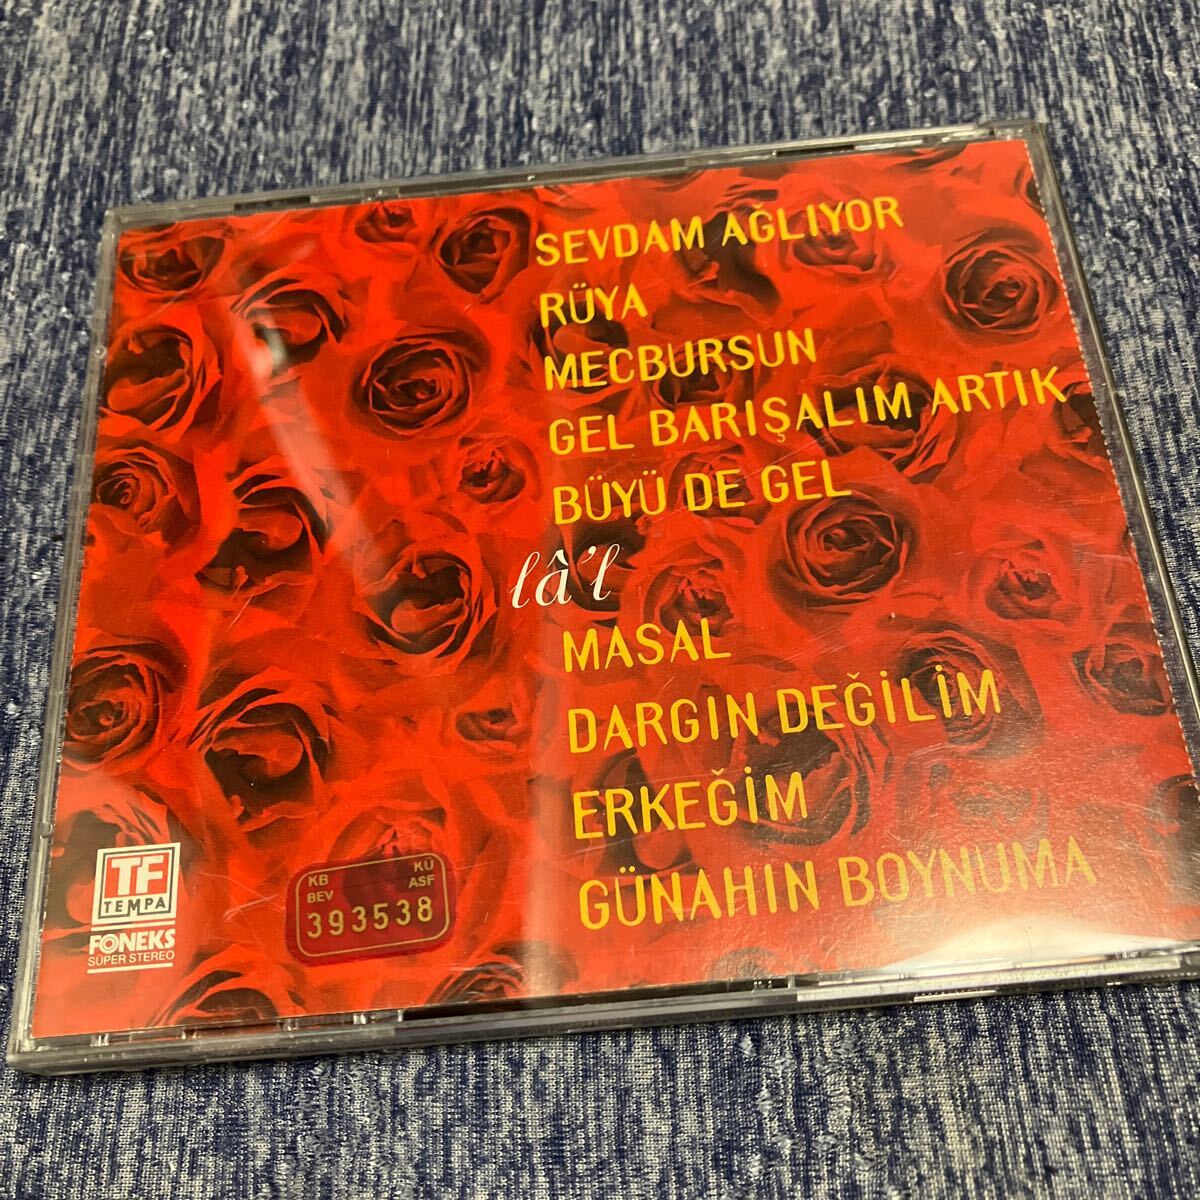 SEVDAM AĞLIYOR
RÜYA
MECBURSUN
GEL BARIŞALIM ARTIK
BÜYÜ DE GEL
lâ'l
MASAL
DARGIN DEĞİLİM
ERKEĞİM
GÜNAHIN BOYNUMA
TF
TEMPA
FONEKS
SÜPER STEREO
KB KÜ
BEV ASF
393538